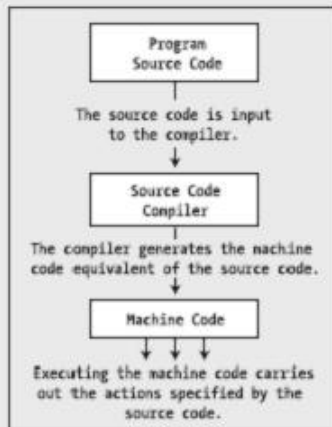 Program
Source Code
The source code is input
to the compiler.
Source Code
Compiler
The compiler generates the machine
code equivalent of the source code.
Machine Code
Executing the machine code carries
out the actions specified by the
source code.